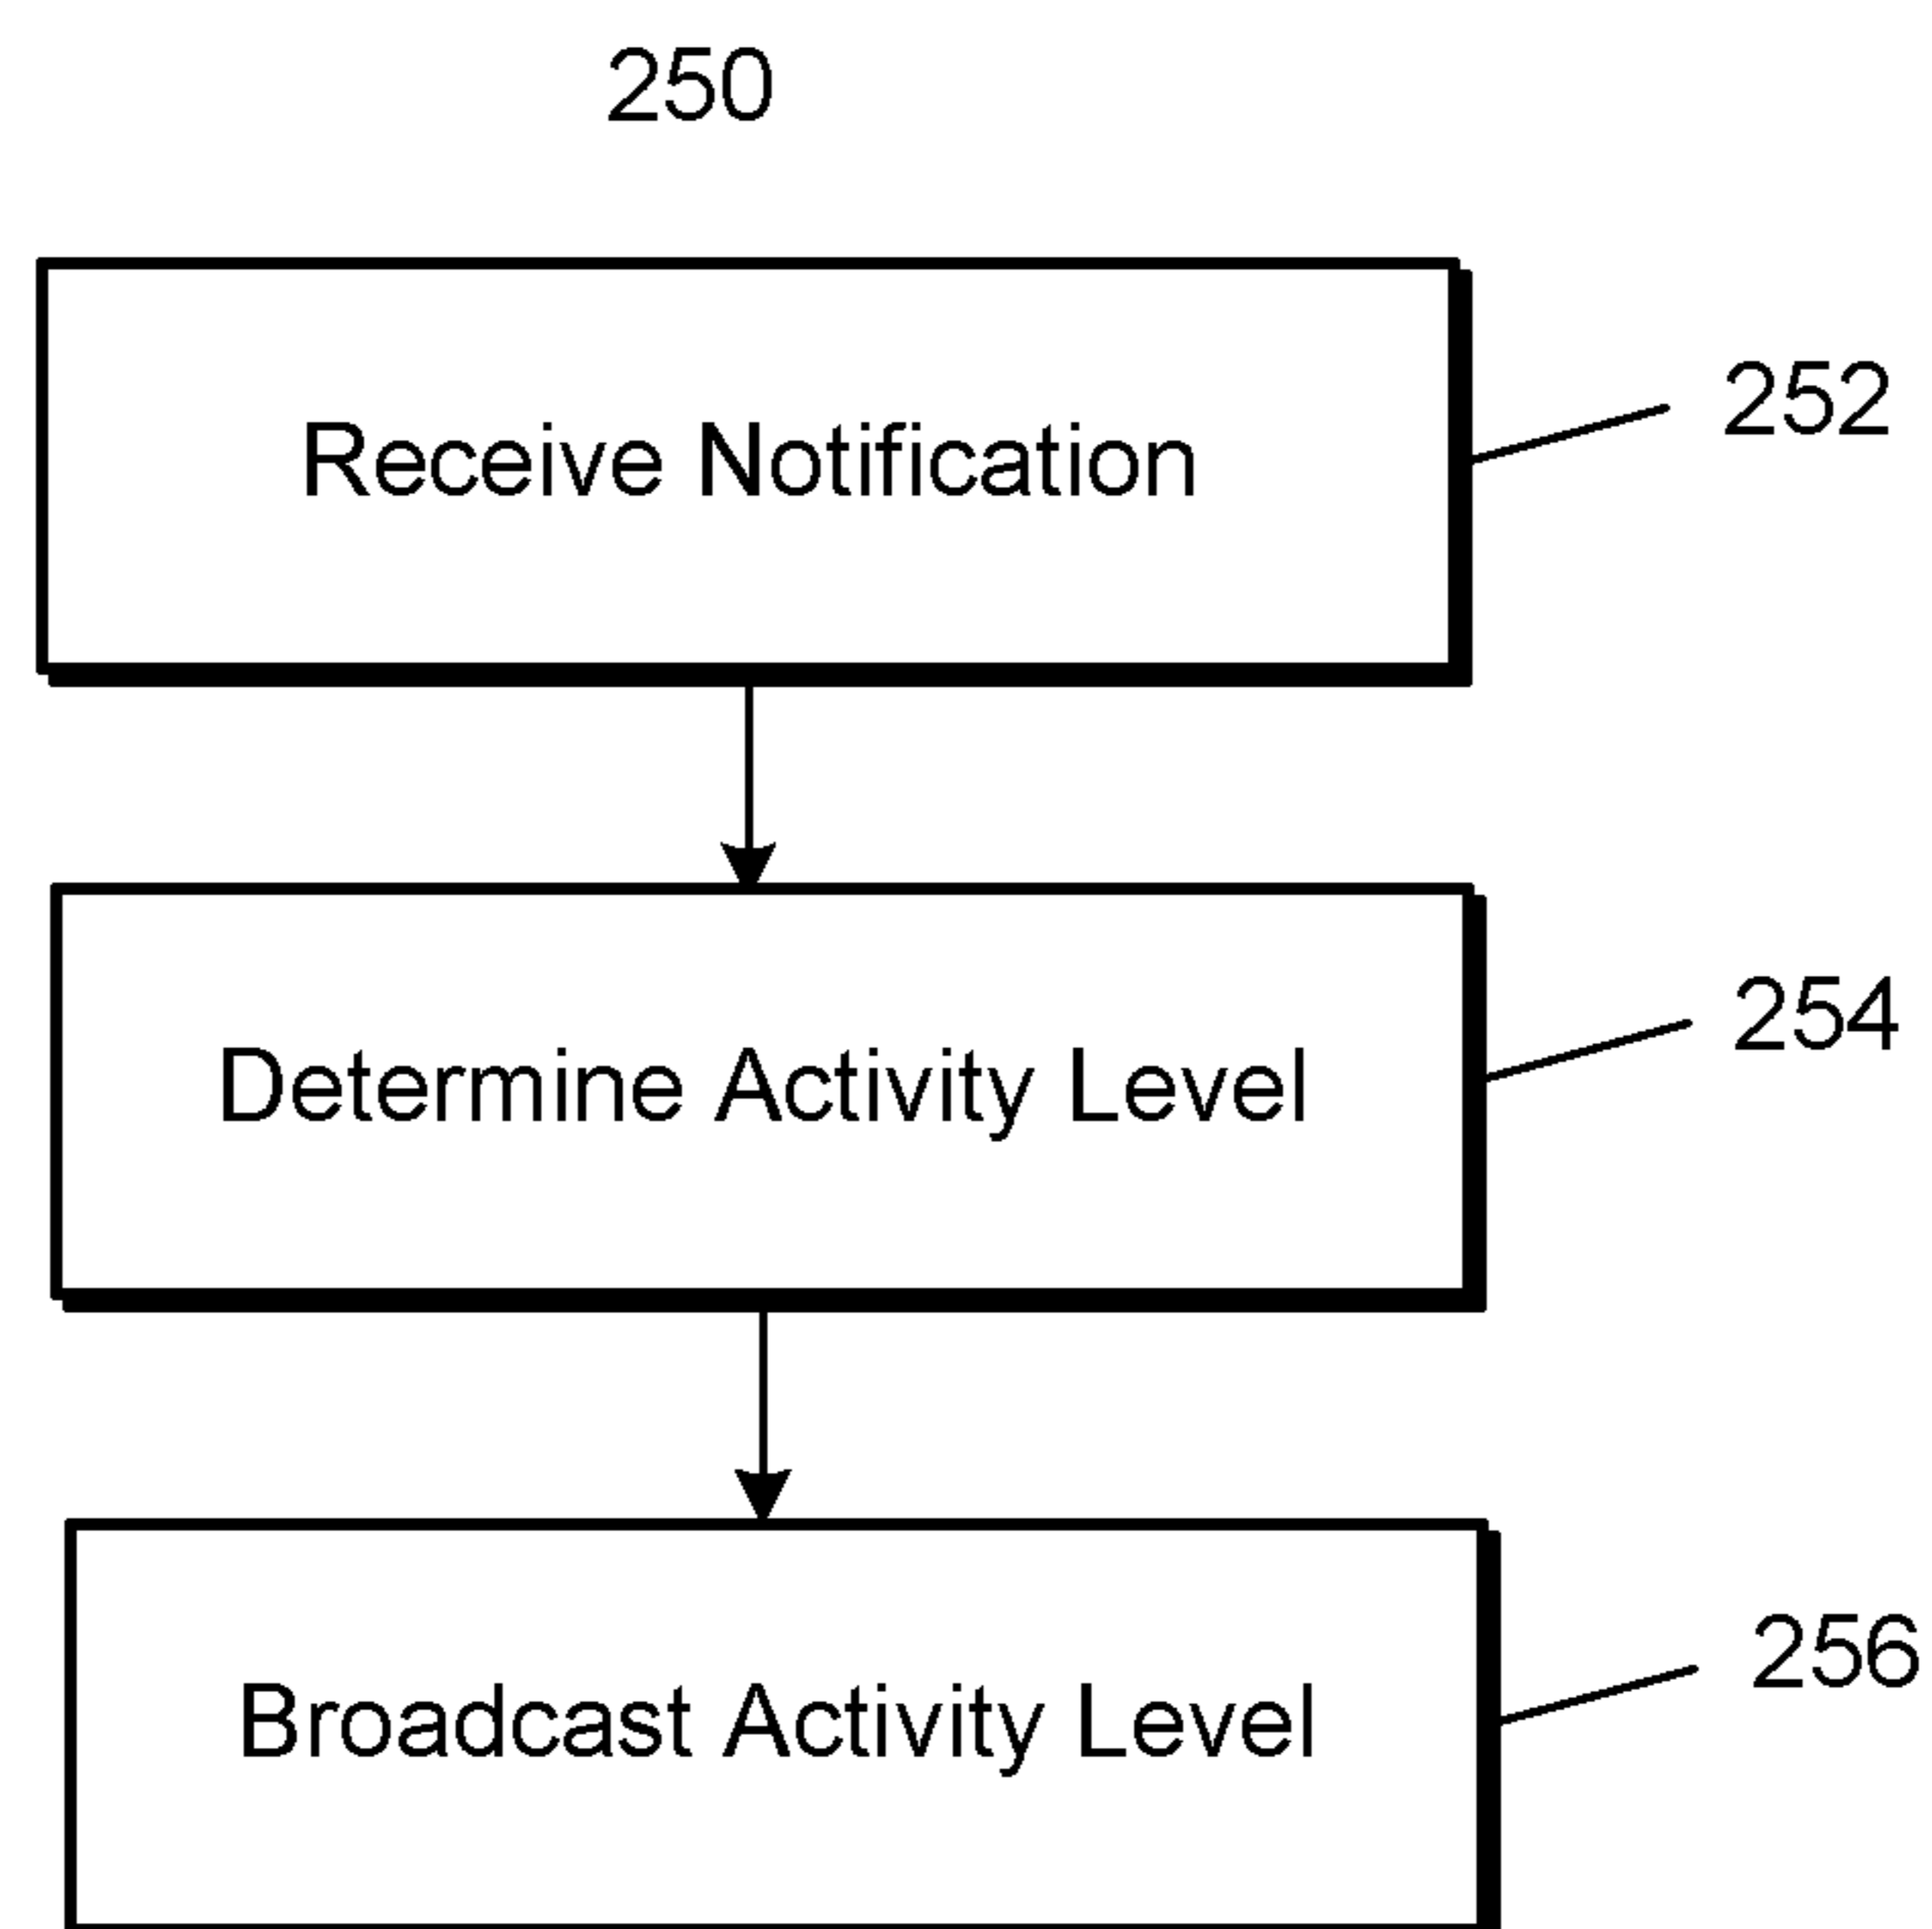 250
Receive Notification
252
Determine Activity Level
254
Broadcast Activity Level
256